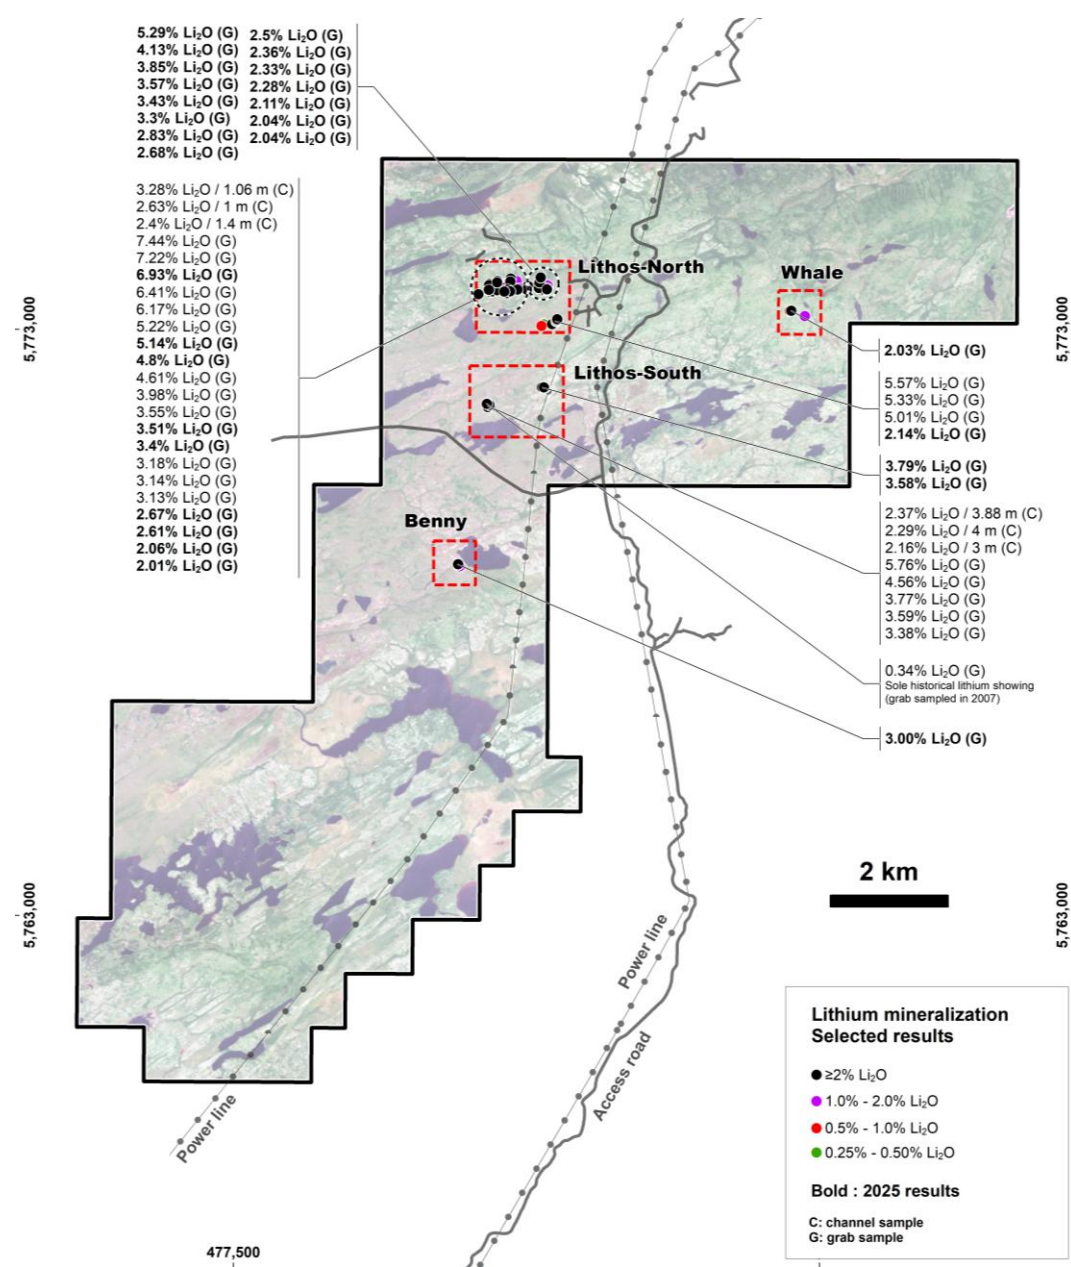 5.29% Li₂O (G)
4.13% Li₂O (G)
3.85% Li₂O (G)
3.57% Li₂O (G)
3.43% Li₂O (G)
3.3% Li₂O (G)
2.83% Li₂O (G)
2.68% Li₂O (G)
2.5% Li₂O (G)
2.36% Li₂O (G)
2.33% Li₂O (G)
2.28% Li₂O (G)
2.11% Li₂O (G)
2.04% Li₂O (G)
2.04% Li₂O (G)
3.28% Li₂O / 1.06 m (C)
2.63% Li₂O / 1 m (C)
2.4% Li₂O / 1.4 m (C)
7.44% Li₂O (G)
7.22% Li₂O (G)
6.93% Li₂O (G)
6.41% Li₂O (G)
6.17% Li₂O (G)
5.22% Li₂O (G)
5.14% Li₂O (G)
4.8% Li₂O (G)
4.61% Li₂O (G)
3.98% Li₂O (G)
3.55% Li₂O (G)
3.51% Li₂O (G)
3.4% Li₂O (G)
3.18% Li₂O (G)
3.14% Li₂O (G)
3.13% Li₂O (G)
2.67% Li₂O (G)
2.61% Li₂O (G)
2.06% Li₂O (G)
2.01% Li₂O (G)
Lithos-North
Whale
Lithos-South
Benny
5,773,000
5,773,000
2.03% Li₂O (G)
5.57% Li₂O (G)
5.33% Li₂O (G)
5.01% Li₂O (G)
2.14% Li₂O (G)
3.79% Li₂O (G)
3.58% Li₂O (G)
2.37% Li₂O / 3.88 m (C)
2.29% Li₂O / 4 m (C)
2.16% Li₂O / 3 m (C)
5.76% Li₂O (G)
4.56% Li₂O (G)
3.77% Li₂O (G)
3.59% Li₂O (G)
3.38% Li₂O (G)
0.34% Li₂O (G)
Sole historical lithium showing
(grab sampled in 2007)
3.00% Li₂O (G)
2 km
5,763,000
5,763,000
Power line
Access road
Power line
477,500
Lithium mineralization
Selected results
≥2% Li₂O
1.0% - 2.0% Li₂O
0.5% - 1.0% Li₂O
0.25% - 0.50% Li₂O
Bold : 2025 results
C: channel sample
G: grab sample